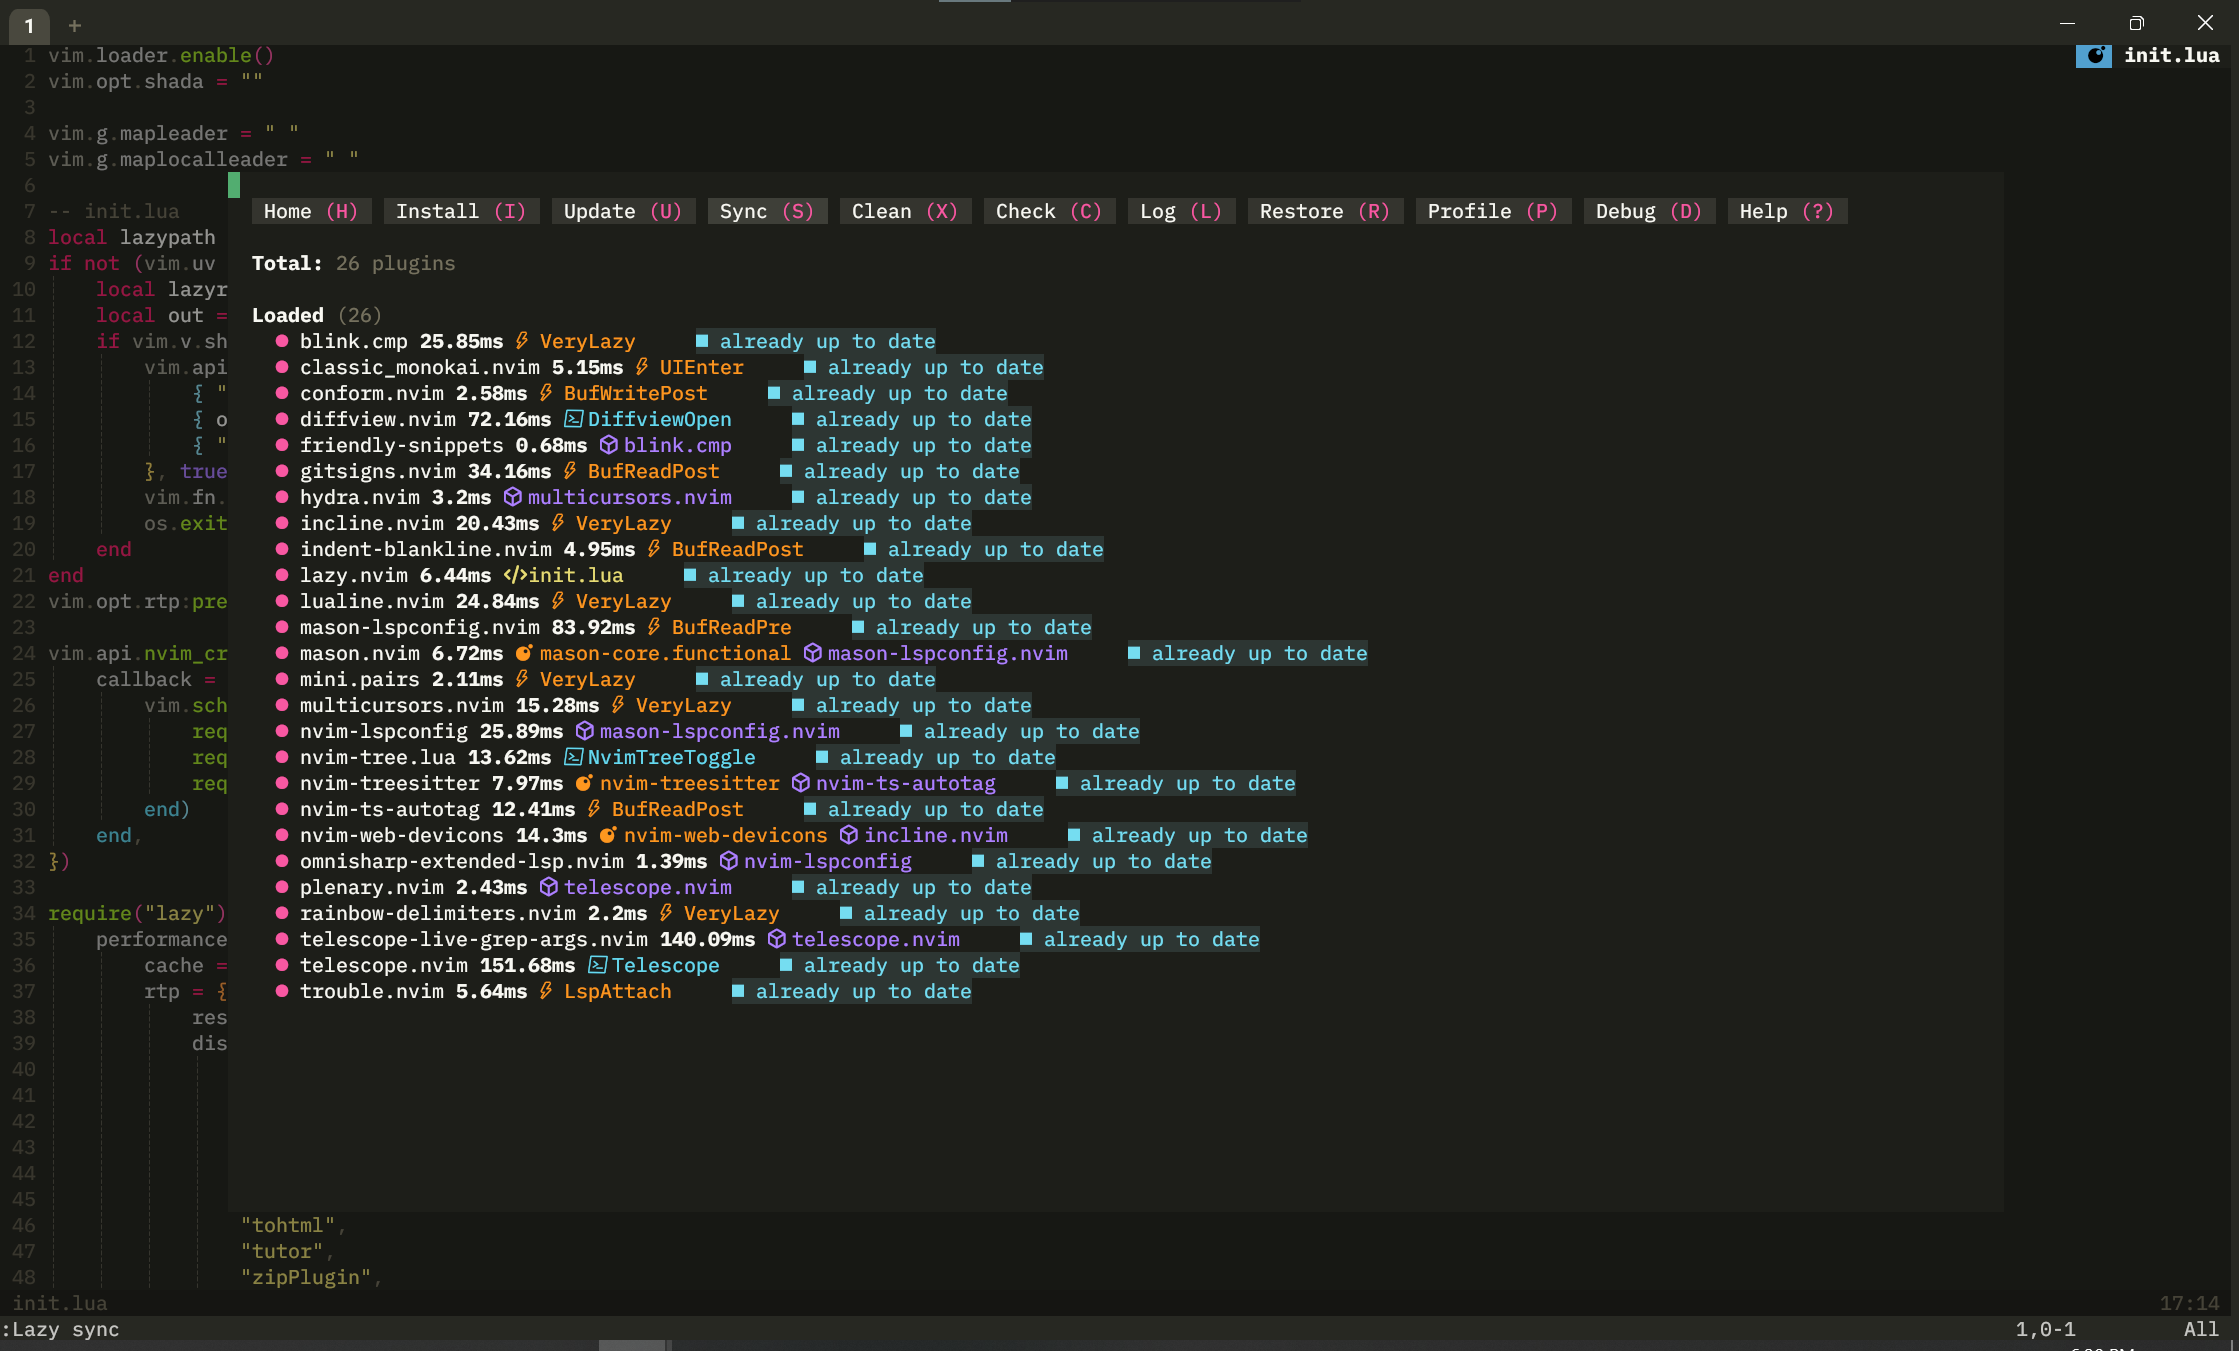 1 +
1 vim.loader.enable()
init.lua
2 vim.opt.shada = ""
3
4 vim.g.mapleader = " "
5 vim.g.maplocalleader = " "
6
7 -- init.lua
Home (H) Install (I) Update (U) Sync (S) Clean (X) Check (C) Log (L) Restore (R) Profile (P) Debug (D) Help (?)
8 local lazypath
9 if not (vim.uv
Total: 26 plugins
10 local lazyr
11 local out =
Loaded (26)
12 if vim.v.sh
blink.cmp 25.85ms VeryLazy already up to date
13 vim.api
classic_monokai.nvim 5.15ms UIEnter already up to date
14 { "
conform.nvim 2.58ms BufWritePost already up to date
15 { o
diffview.nvim 72.16ms DiffviewOpen already up to date
16 { "
friendly-snippets 0.68ms blink.cmp already up to date
17 }, true
gitsigns.nvim 34.16ms BufReadPost already up to date
18 vim.fn.
hydra.nvim 3.2ms multicursors.nvim already up to date
19 os.exit
incline.nvim 20.43ms VeryLazy already up to date
20 end
indent-blankline.nvim 4.95ms BufReadPost already up to date
21 end
lazy.nvim 6.44ms </>init.lua already up to date
22 vim.opt.rtp:pre
lualine.nvim 24.84ms VeryLazy already up to date
23
mason-lspconfig.nvim 83.92ms BufReadPre already up to date
24 vim.api.nvim_cr
mason.nvim 6.72ms mason-core.functional mason-lspconfig.nvim already up to date
25 callback =
mini.pairs 2.11ms VeryLazy already up to date
26 vim.sch
multicursors.nvim 15.28ms VeryLazy already up to date
27 req
nvim-lspconfig 25.89ms mason-lspconfig.nvim already up to date
28 req
nvim-tree.lua 13.62ms NvimTreeToggle already up to date
29 req
nvim-treesitter 7.97ms nvim-treesitter nvim-ts-autotag already up to date
30 end)
nvim-ts-autotag 12.41ms BufReadPost already up to date
31 end,
nvim-web-devicons 14.3ms nvim-web-devicons incline.nvim already up to date
32 })
omnisharp-extended-lsp.nvim 1.39ms nvim-lspconfig already up to date
33
plenary.nvim 2.43ms telescope.nvim already up to date
34 require("lazy")
rainbow-delimiters.nvim 2.2ms VeryLazy already up to date
35 performance
telescope-live-grep-args.nvim 140.09ms telescope.nvim already up to date
36 cache =
telescope.nvim 151.68ms Telescope already up to date
37 rtp = {
trouble.nvim 5.64ms LspAttach already up to date
38 res
39 dis
40
41
42
43
44
45
46 "tohtml",
47 "tutor",
48 "zipPlugin",
init.lua 17:14
:Lazy sync 1,0-1 All